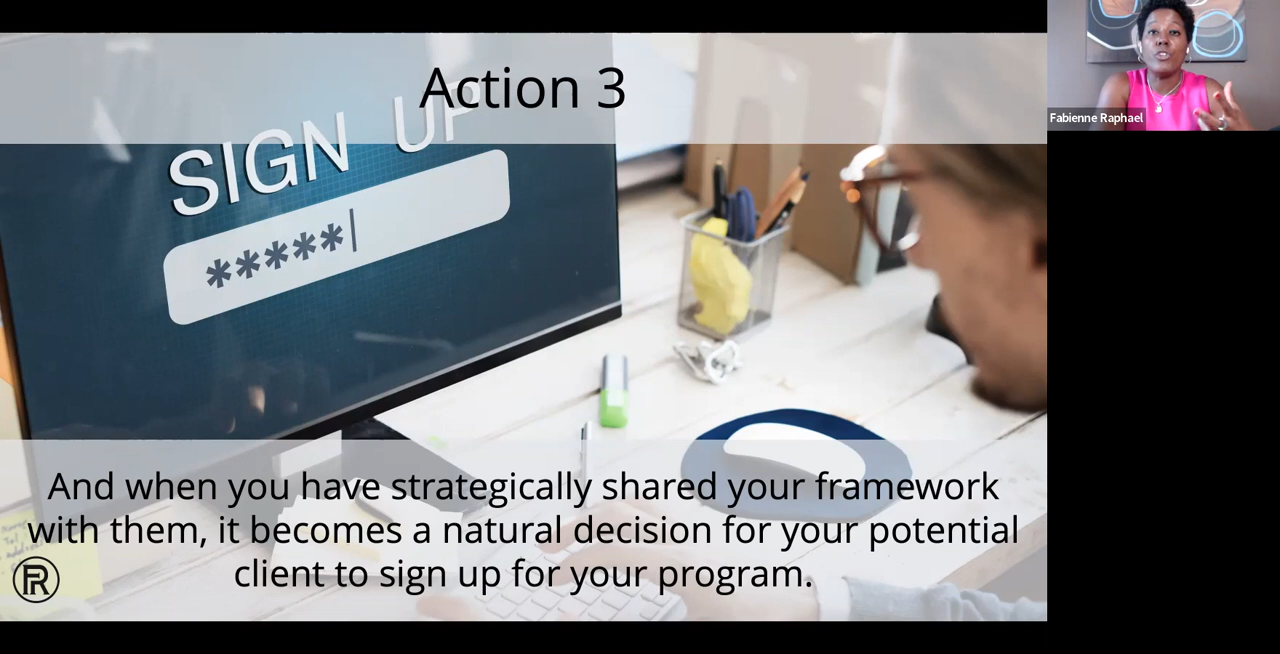 Action 3
SIGN UP
*****|
And when you have strategically shared your framework
with them, it becomes a natural decision for your potential
client to sign up for your program.
FR
Fabienne Raphael